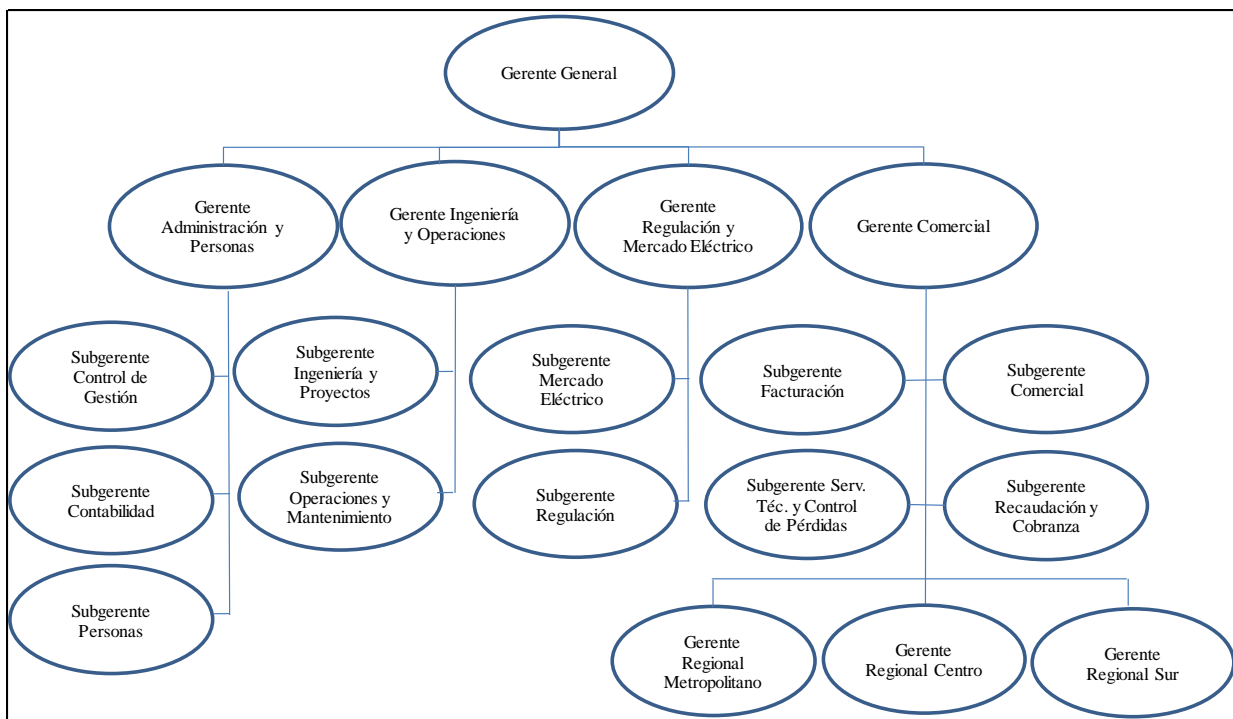 Gerente General
Gerente
Administración y
Personas
Gerente Ingeniería
y Operaciones
Gerente
Regulación y
Mercado Eléctrico
Gerente Comercial
Subgerente
Control de
Gestión
Subgerente
Ingeniería y
Proyectos
Subgerente
Mercado
Eléctrico
Subgerente
Facturación
Subgerente
Comercial
Subgerente
Contabilidad
Subgerente
Operaciones y
Mantenimiento
Subgerente
Regulación
Subgerente Serv.
Téc. y Control
de Pérdidas
Subgerente
Recaudación y
Cobranza
Subgerente
Personas
Gerente
Regional
Metropolitano
Gerente
Regional Centro
Gerente
Regional Sur